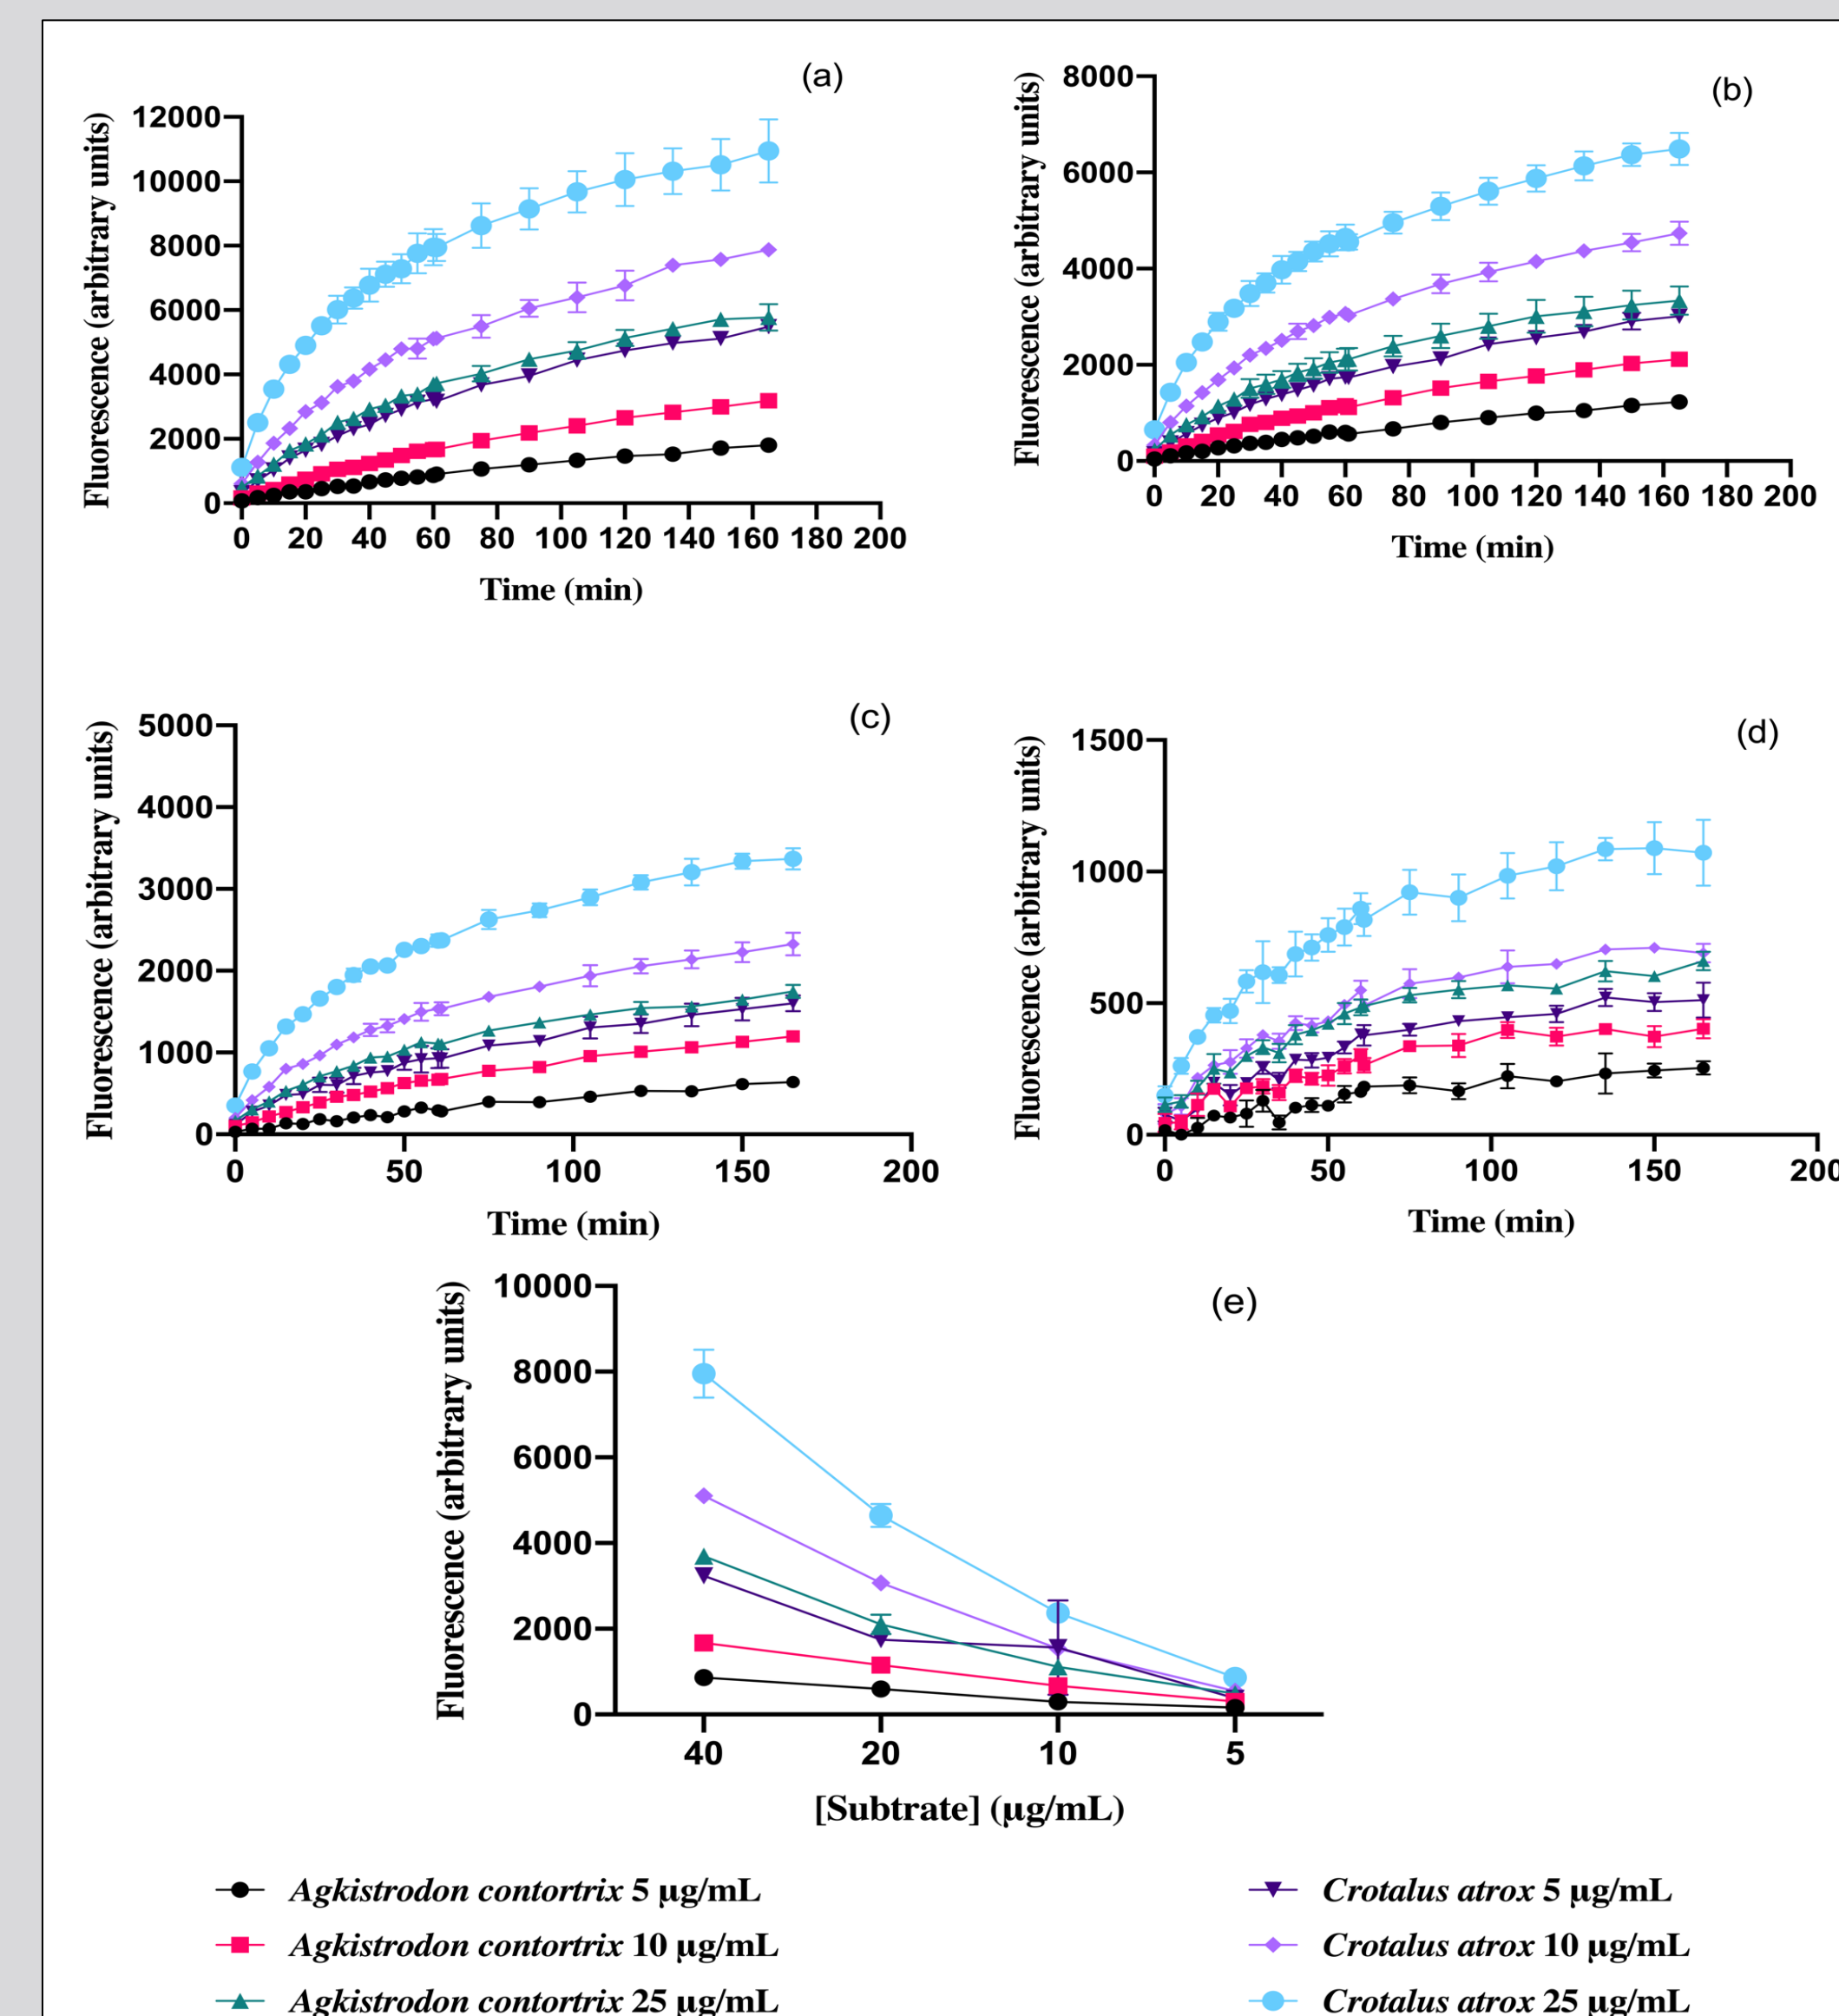 (a)
Fluorescence (arbitrary units)
12000
10000
8000
6000
4000
2000
0
0 20 40 60 80 100 120 140 160 180 200
Time (min)
(b)
Fluorescence (arbitrary units)
8000
6000
4000
2000
0
0 20 40 60 80 100 120 140 160 180 200
Time (min)
(c)
Fluorescence (arbitrary units)
5000
4000
3000
2000
1000
0
0 50 100 150 200
Time (min)
(d)
Fluorescence (arbitrary units)
1500
1000
500
0
0 50 100 150 200
Time (min)
(e)
Fluorescence (arbitrary units)
10000
8000
6000
4000
2000
0
40 20 10 5
[Subtrate] (μg/mL)
Agkistrodon contortrix 5 μg/mL
Agkistrodon contortrix 10 μg/mL
Agkistrodon contortrix 25 μg/mL
Crotalus atrox 5 μg/mL
Crotalus atrox 10 μg/mL
Crotalus atrox 25 μg/mL